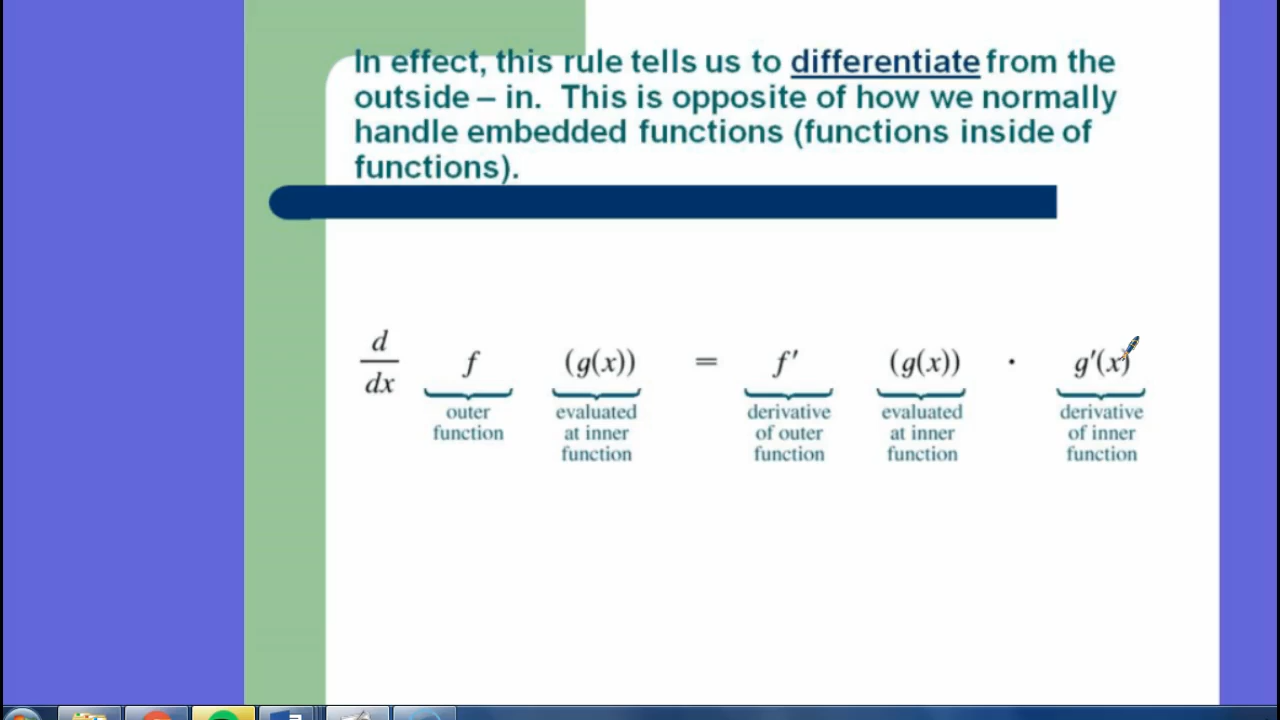 In effect, this rule tells us to differentiate from the
outside – in. This is opposite of how we normally
handle embedded functions (functions inside of
functions).
d/dx f (g(x)) = f′ (g(x)) · g′(x)
outer function
evaluated at inner function
derivative of outer function
evaluated at inner function
derivative of inner function